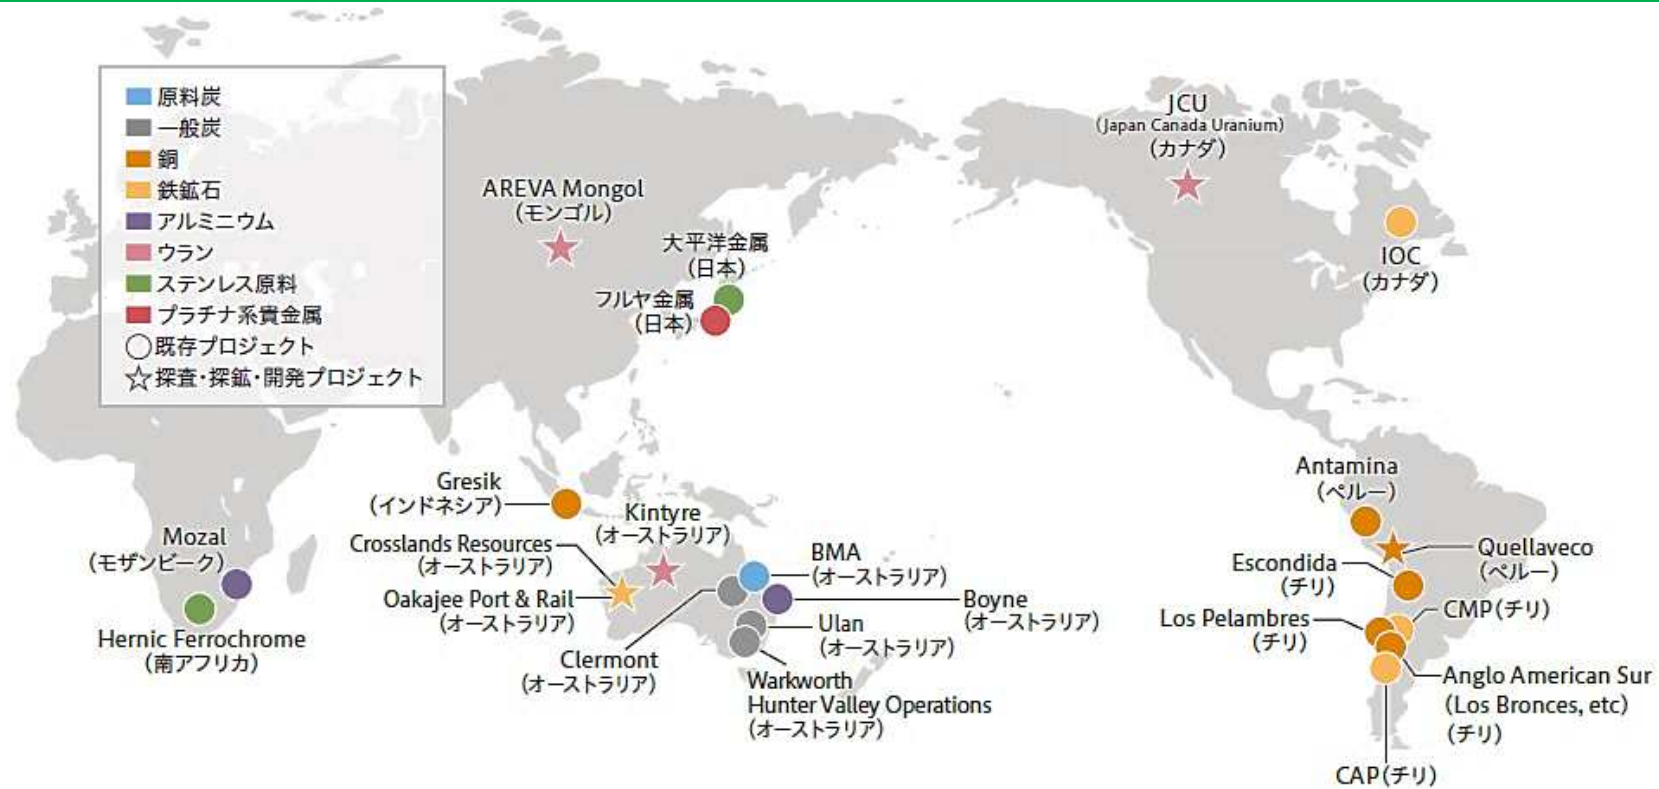 原料炭
一般炭
銅
鉄鉱石
アルミニウム
ウラン
ステンレス原料
プラチナ系貴金属
既存プロジェクト
探査・探鉱・開発プロジェクト
AREVA Mongol
(モンゴル)
大平洋金属
(日本)
フルヤ金属
(日本)
JCU
(Japan Canada Uranium)
(カナダ)
IOC
(カナダ)
Mozal
(モザンビーク)
Hernic Ferrochrome
(南アフリカ)
Gresik
(インドネシア)
Kintyre
(オーストラリア)
Crosslands Resources
(オーストラリア)
Oakajee Port & Rail
(オーストラリア)
Clermont
(オーストラリア)
BMA
(オーストラリア)
Boyne
(オーストラリア)
Ulan
(オーストラリア)
Warkworth
Hunter Valley Operations
(オーストラリア)
Antamina
(ペルー)
Quellaveco
(ペルー)
Escondida
(チリ)
CMP(チリ)
Los Pelambres
(チリ)
Anglo American Sur
(Los Bronces, etc)
(チリ)
CAP(チリ)